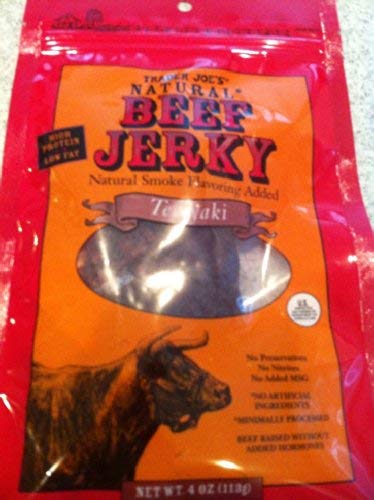 TRADER JOE'S
NATURAL*
BEEF
JERKY
HIGH
PROTEIN
LOW FAT
Natural Smoke Flavoring Added
Teriyaki
U.S.
No Preservatives
No Nitrites
No Added MSG
*NO ARTIFICIAL
INGREDIENTS
*MINIMALLY PROCESSED
BEEF RAISED WITHOUT
ADDED HORMONES
NET WT. 4 OZ (113g)